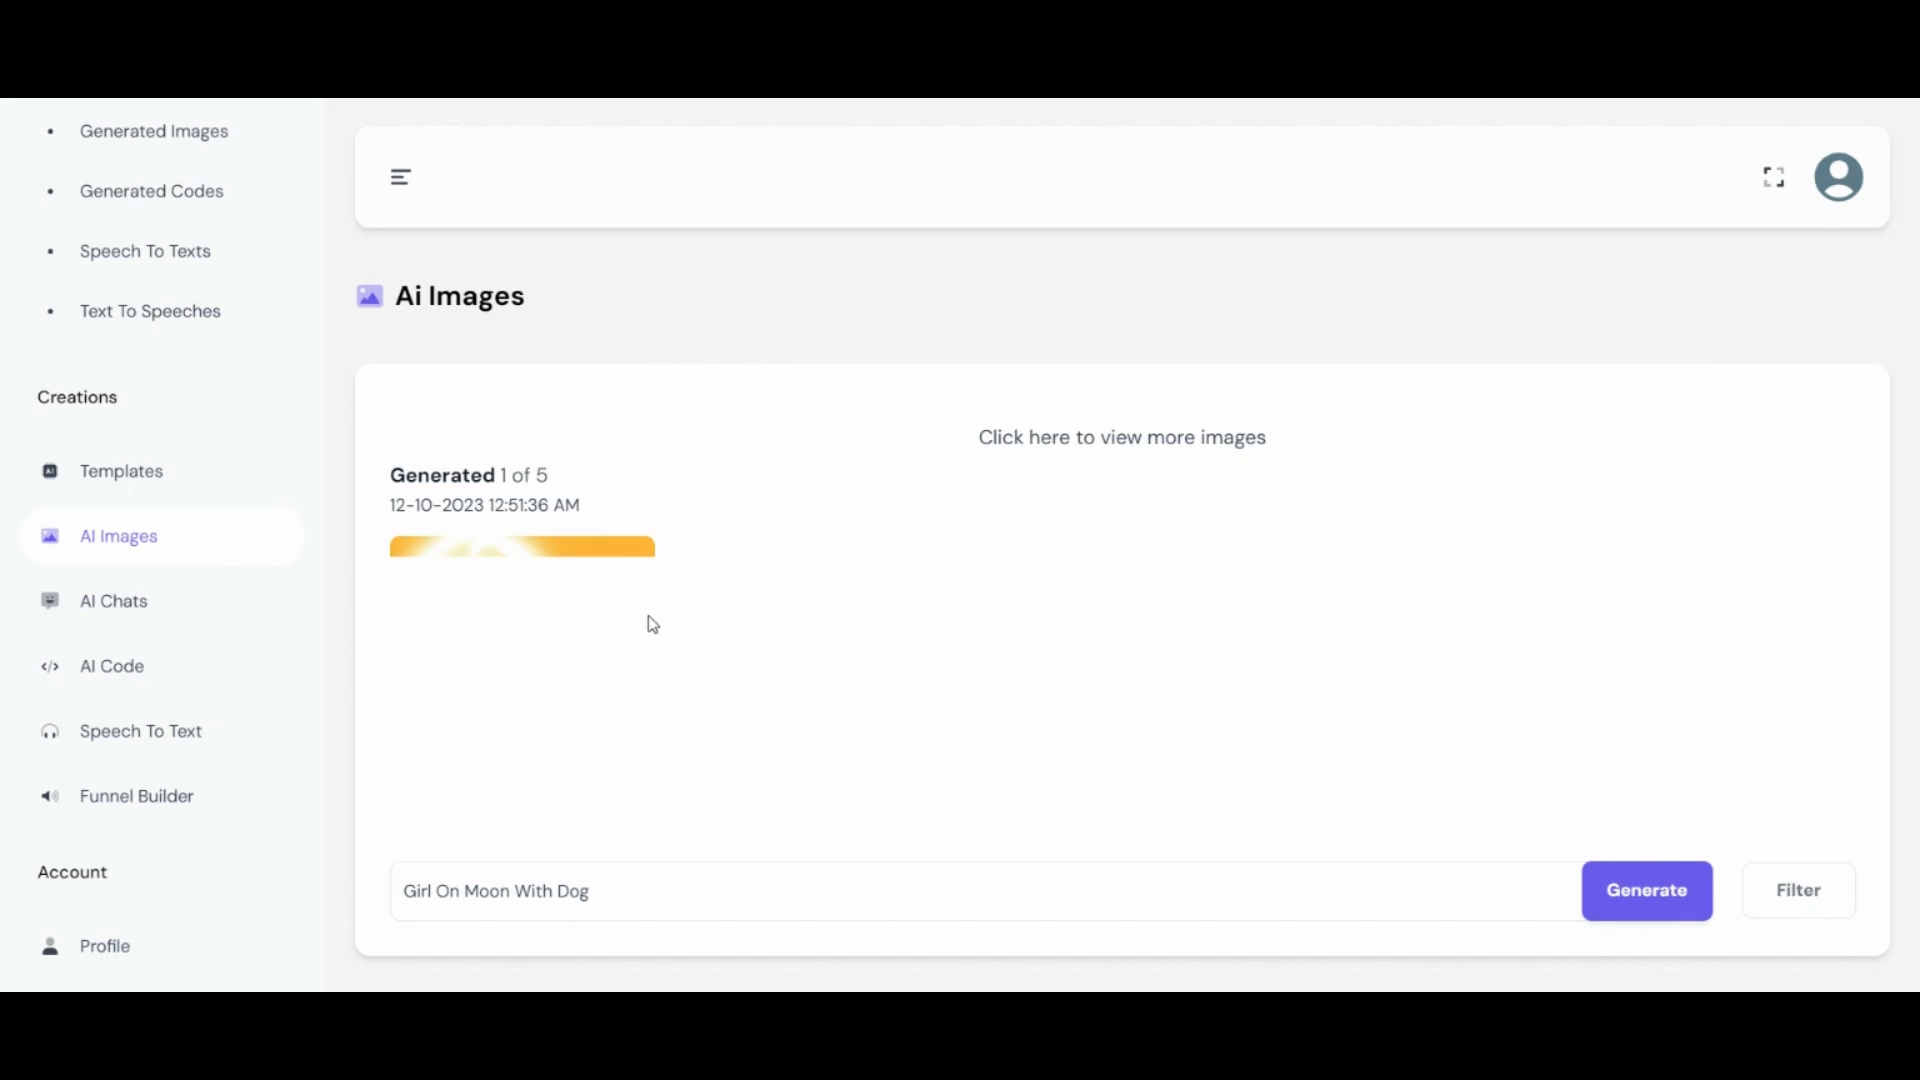 Generated Images
Generated Codes
Speech To Texts
Text To Speeches
Creations
Templates
AI Images
AI Chats
AI Code
Speech To Text
Funnel Builder
Account
Profile
Ai Images
Click here to view more images
Generated 1 of 5
12-10-2023 12:51:36 AM
Girl On Moon With Dog
Generate
Filter